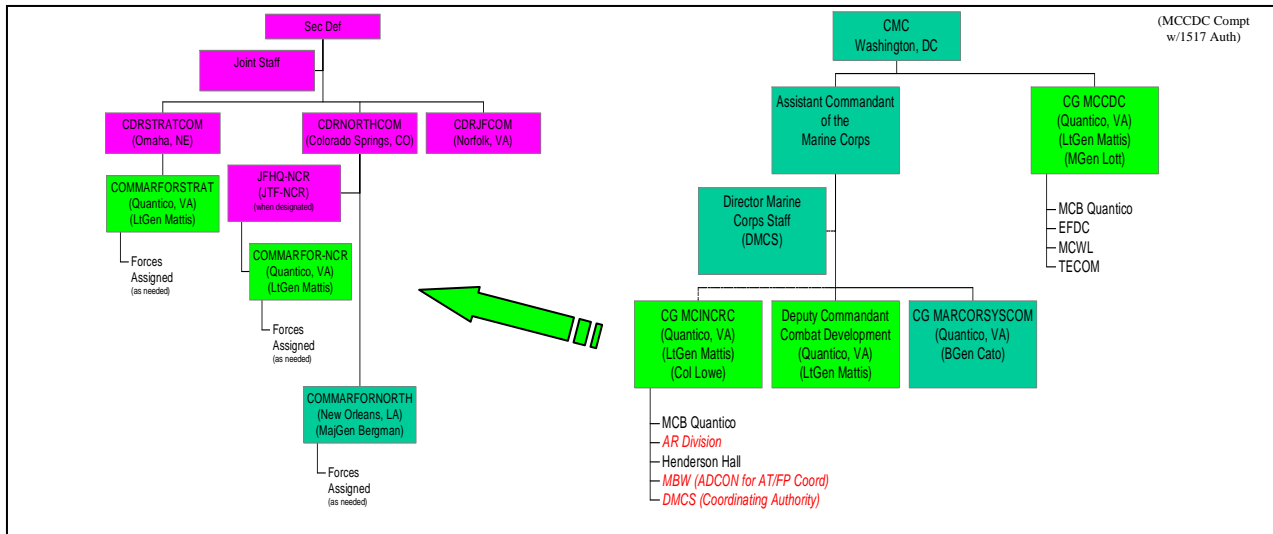 Sec Def
Joint Staff
CDRSTRATCOM
(Omaha, NE)
CDRNORTHCOM
(Colorado Springs, CO)
CDRJFCOM
(Norfolk, VA)
COMMARFORSTRAT
(Quantico, VA)
(LtGen Mattis)
Forces
Assigned
(as needed)
JFHQ-NCR
(JTF-NCR)
(when designated)
COMMARFOR-NCR
(Quantico, VA)
(LtGen Mattis)
Forces
Assigned
(as needed)
COMMARFORNORTH
(New Orleans, LA)
(MajGen Bergman)
Forces
Assigned
(as needed)
CMC
Washington, DC
(MCCDC Compt
w/1517 Auth)
Assistant Commandant
of the
Marine Corps
CG MCCDC
(Quantico, VA)
(LtGen Mattis)
(MGen Lott)
MCB Quantico
EFDC
MCWL
TECOM
Director Marine
Corps Staff
(DMCS)
CG MCINCRC
(Quantico, VA)
(LtGen Mattis)
(Col Lowe)
Deputy Commandant
Combat Development
(Quantico, VA)
(LtGen Mattis)
CG MARCORSYSCOM
(Quantico, VA)
(BGen Cato)
MCB Quantico
AR Division
Henderson Hall
MBW (ADCON for AT/FP Coord)
DMCS (Coordinating Authority)